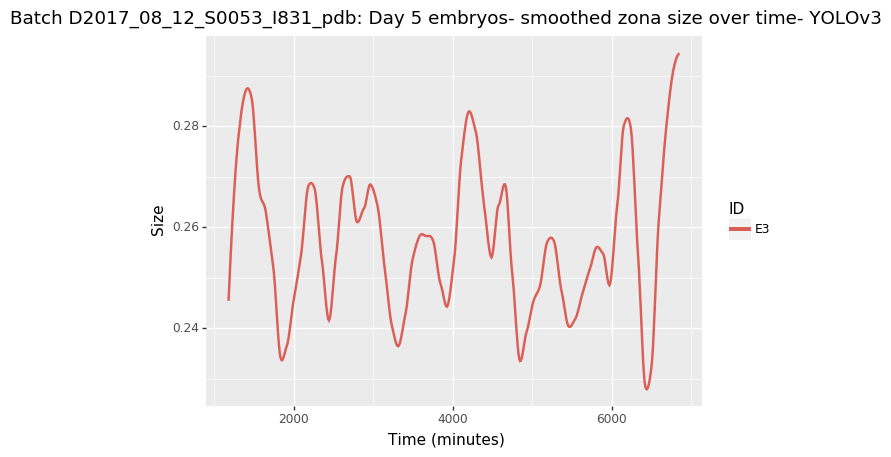 Batch D2017_08_12_S0053_I831_pdb: Day 5 embryos- smoothed zona size over time- YOLOv3
0.28
0.26
0.24
Size
2000
4000
6000
Time (minutes)
ID
E3